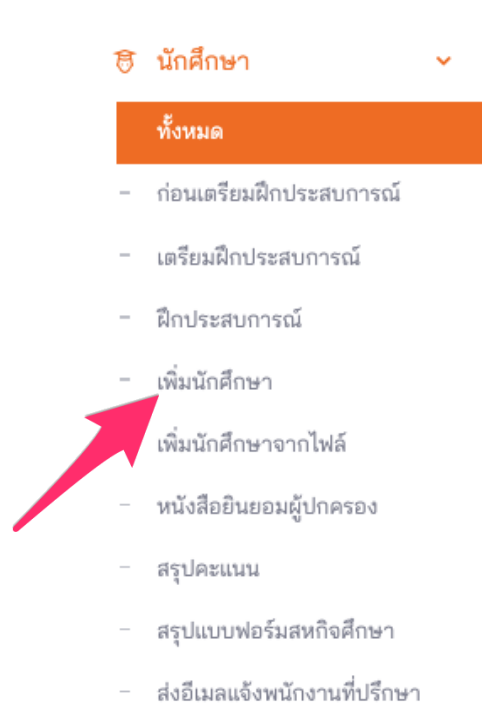 นักศึกษา
ทั้งหมด
ก่อนเตรียมฝึกประสบการณ์
เตรียมฝึกประสบการณ์
ฝึกประสบการณ์
เพิ่มนักศึกษา
เพิ่มนักศึกษาจากไฟล์
หนังสือยินยอมผู้ปกครอง
สรุปคะแนน
สรุปแบบฟอร์มสหกิจศึกษา
ส่งอีเมลแจ้งพนักงานที่ปรึกษา